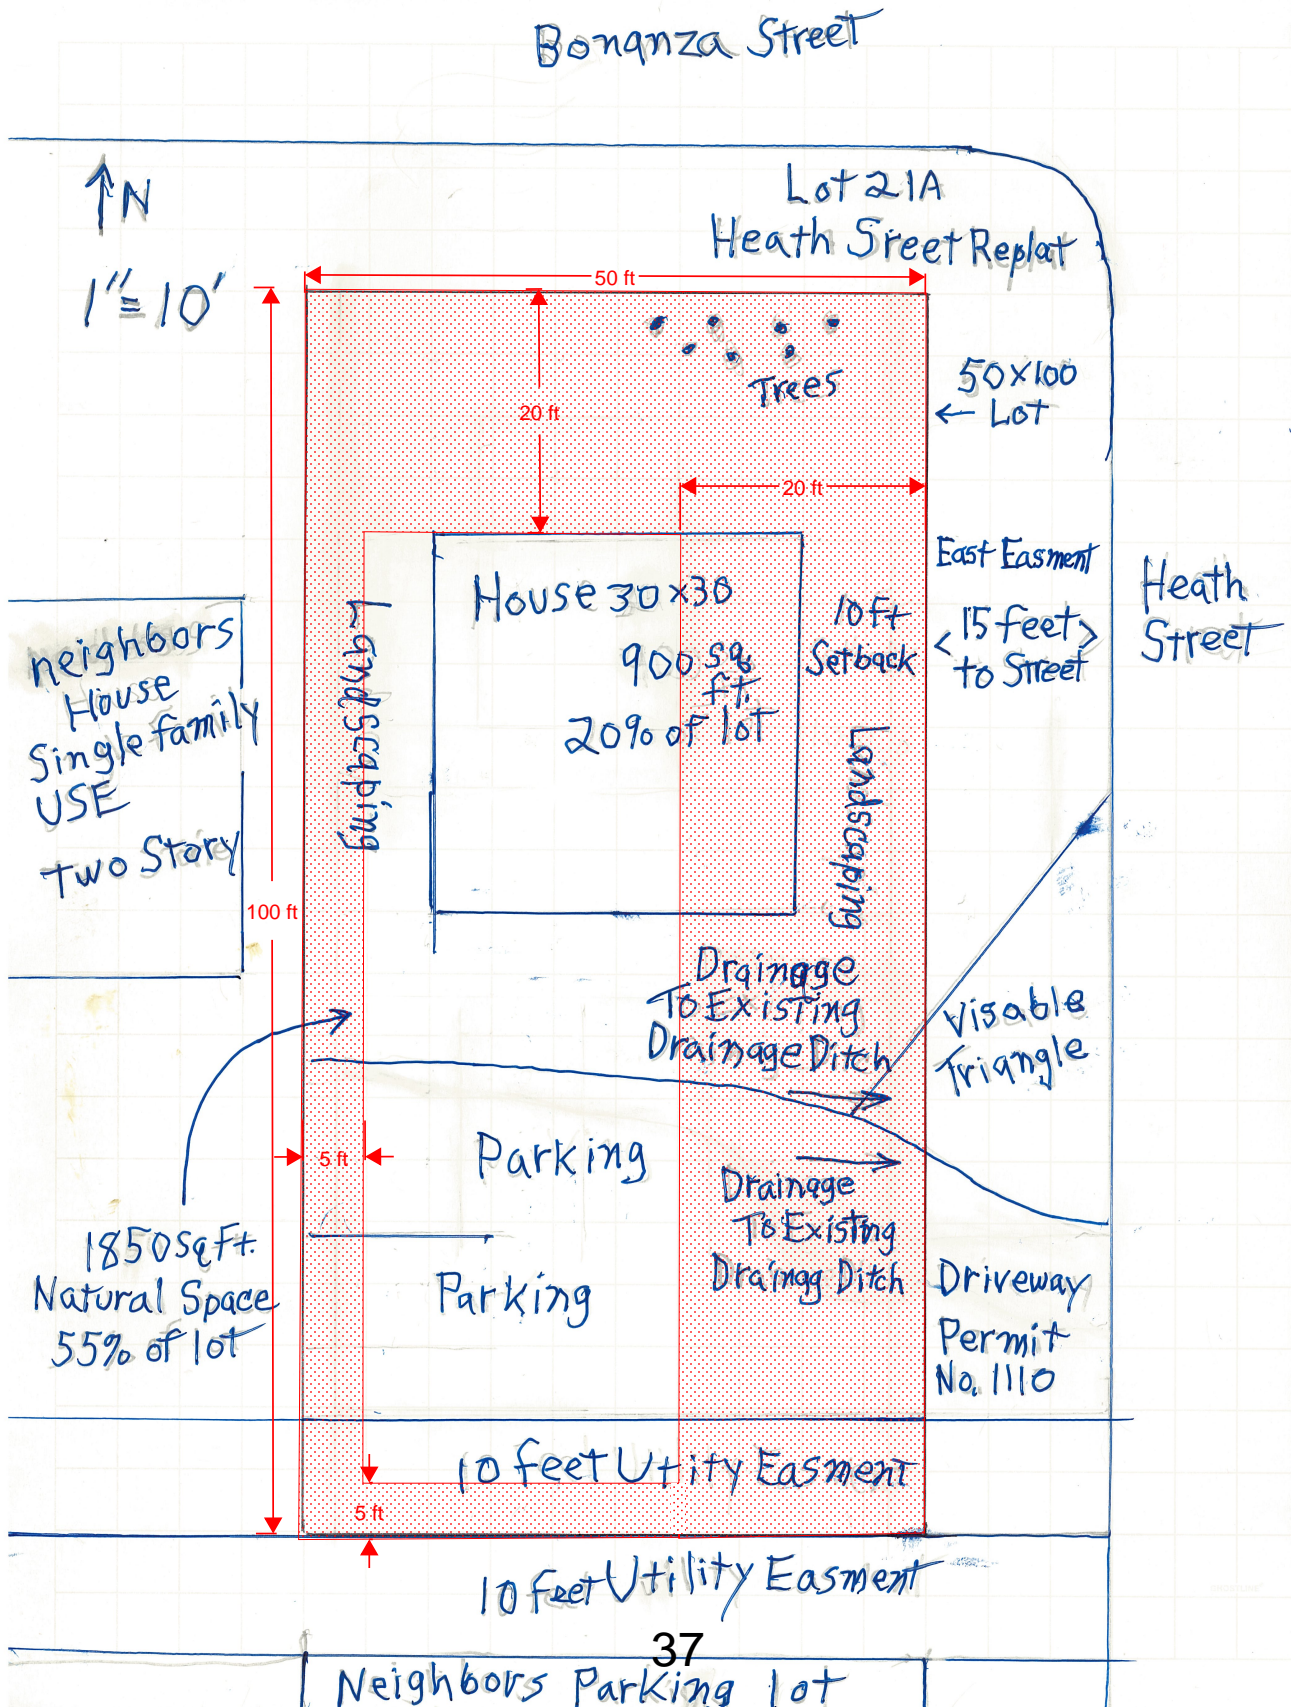 Bonanza Street
↑N
1"=10'
Lot 21A
Heath Sreet Replat
50 ft
50x100
← Lot
Trees
20 ft
20 ft
East Easment
< 15 feet >
to Street
Heath
Street
House 30x30
900 sq
ft.
20% of lot
10ft
Setback
Landscaping
Landscaping
neighbors
House
Single family
USE
Two Story
100 ft
Drainage
To Existing
Drainage Ditch
Visable
Triangle
5 ft
Parking
Drainage
To Existng
Drainag Ditch
1850 sq Ft.
Natural Space
55% of lot
Parking
Driveway
Permit
No. 1110
10 feet Utity Easment
5 ft
10 feet Utility Easment
37
Neighbors Parking lot